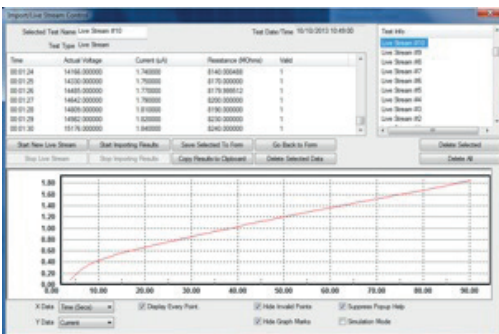 Import/Live Stream Control
Selected Test Name Live Stream #10 Test Date/Time 10/10/2013 10:49:00 Test Info
Test Type Live Stream
Live Stream #10
Live Stream #9
Live Stream #8
Live Stream #7
Live Stream #6
Live Stream #5
Live Stream #4
Live Stream #3
Live Stream #2
Time Actual Voltage Current (uA) Resistance (MOhms) Valid
00:01:24 14166.000000 1.740000 8140.000488 1
00:01:25 14330.000000 1.750000 8170.000000 1
00:01:26 14485.000000 1.770000 8179.999512 1
00:01:27 14642.000000 1.790000 8200.000000 1
00:01:28 14809.000000 1.810000 8190.000000 1
00:01:29 14982.000000 1.820000 8230.000000 1
00:01:30 15176.000000 1.840000 8240.000000 1
Start New Live Stream Start Importing Results Save Selected To Form Go Back to Form Delete Selected
Stop Live Stream Stop Importing Results Copy Results to Clipboard Delete Selected Data Delete All
1.80
1.60
1.40
1.20
1.00
0.80
0.60
0.40
0.20
0.00
10.00 20.00 30.00 40.00 50.00 60.00 70.00 80.00 90.00
X Data Time (Secs) Display Every Point. Hide Invalid Points Suppress Popup Help
Y Data Current Hide Graph Marks Simulation Mode